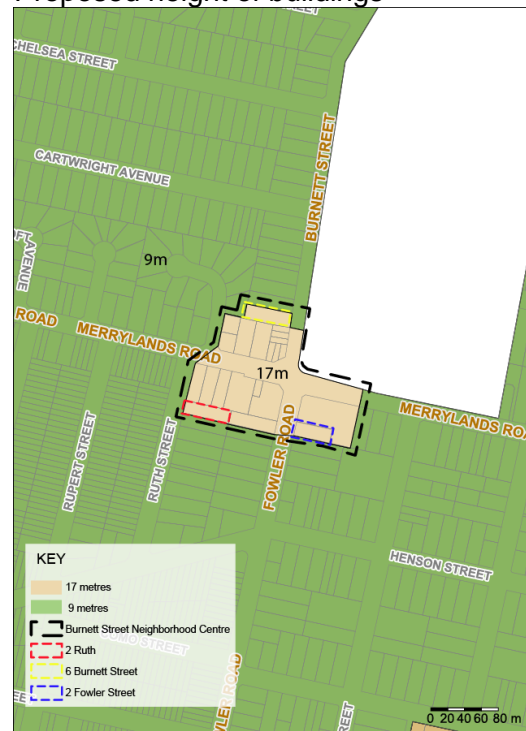 Proposed height of buildings
CHELSEA STREET
CARTWRIGHT AVENUE
BURNETT STREET
AVENUE
9m
ROAD
MERRYLANDS ROAD
17m
MERRYLANDS
FOWLER ROAD
RUPERT STREET
RUTH STREET
HENSON STREET
KEY
17 metres
9 metres
Burnett Street Neighborhood Centre
2 Ruth
6 Burnett Street
2 Fowler Street
STREET
ROAD
0 20 40 60 80 m